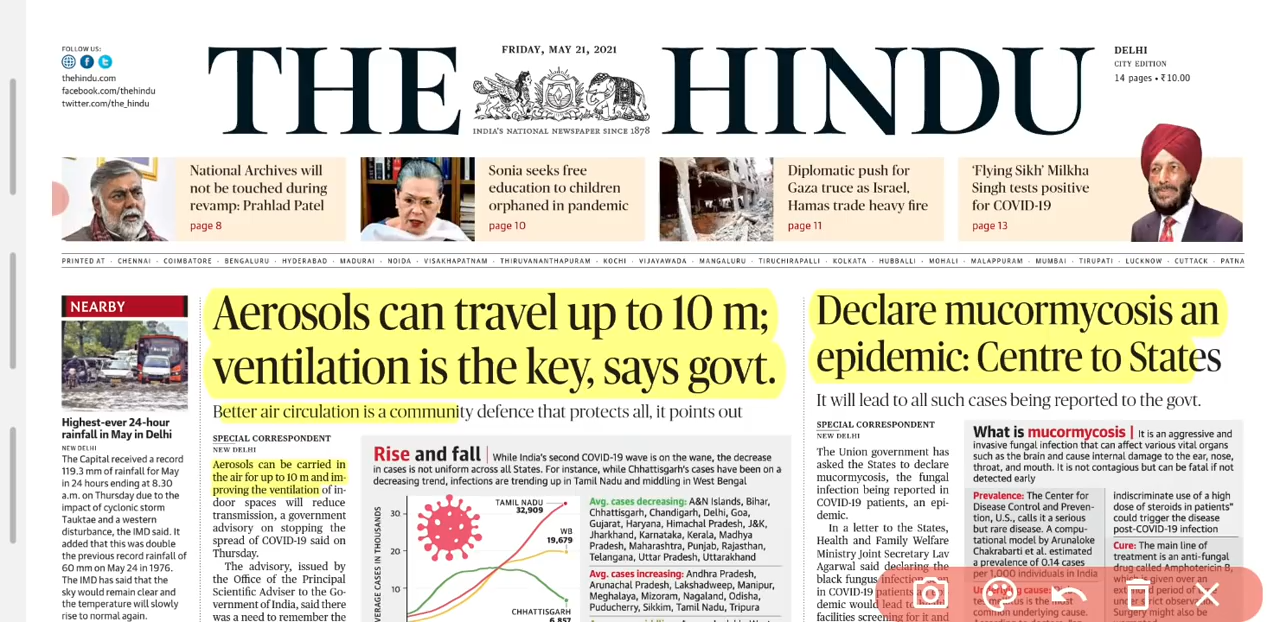 FOLLOW US:
thehindu.com
facebook.com/thehindu
twitter.com/the_hindu
THE HINDU
FRIDAY, MAY 21, 2021
INDIA'S NATIONAL NEWSPAPER SINCE 1878
DELHI
CITY EDITION
14 pages • ₹10.00
National Archives will
not be touched during
revamp: Prahlad Patel
page 8
Sonia seeks free
education to children
orphaned in pandemic
page 10
Diplomatic push for
Gaza truce as Israel,
Hamas trade heavy fire
page 11
'Flying Sikh' Milkha
Singh tests positive
for COVID-19
page 13
PRINTED AT · CHENNAI · COIMBATORE · BENGALURU · HYDERABAD · MADURAI · NOIDA · VISAKHAPATNAM · THIRUVANANTHAPURAM · KOCHI · VIJAYAWADA · MANGALURU · TIRUCHIRAPALLI · KOLKATA · HUBBALLI · MOHALI · MALAPPURAM · MUMBAI · TIRUPATI · LUCKNOW · CUTTACK · PATNA
NEARBY
Highest-ever 24-hour
rainfall in May in Delhi
NEW DELHI
The Capital received a record
119.3 mm of rainfall for May
in 24 hours ending at 8.30
a.m. on Thursday due to the
impact of cyclonic storm
Tauktae and a western
disturbance, the IMD said. It
added that this was double
the previous record rainfall of
60 mm on May 24 in 1976.
The IMD has said that the
sky would remain clear and
the temperature will slowly
rise to normal again.
Aerosols can travel up to 10 m;
ventilation is the key, says govt.
Better air circulation is a community defence that protects all, it points out
SPECIAL CORRESPONDENT
NEW DELHI
Aerosols can be carried in
the air for up to 10 m and im-
proving the ventilation of in-
door spaces will reduce
transmission, a government
advisory on stopping the
spread of COVID-19 said on
Thursday.
The advisory, issued by
the Office of the Principal
Scientific Adviser to the Go-
vernment of India, said there
was a need to remember the
Rise and fall | While India's second COVID-19 wave is on the wane, the decrease
in cases is not uniform across all States. For instance, while Chhattisgarh's cases have been on a
decreasing trend, infections are trending up in Tamil Nadu and middling in West Bengal
AVERAGE CASES IN THOUSANDS
30
20
10
TAMIL NADU
32,909
WB
19,679
CHHATTISGARH
6,857
Avg. cases decreasing: A&N Islands, Bihar,
Chhattisgarh, Chandigarh, Delhi, Goa,
Gujarat, Haryana, Himachal Pradesh, J&K,
Jharkhand, Karnataka, Kerala, Madhya
Pradesh, Maharashtra, Punjab, Rajasthan,
Telangana, Uttar Pradesh, Uttarakhand
Avg. cases increasing: Andhra Pradesh,
Arunachal Pradesh, Lakshadweep, Manipur,
Meghalaya, Mizoram, Nagaland, Odisha,
Puducherry, Sikkim, Tamil Nadu, Tripura
Declare mucormycosis an
epidemic: Centre to States
It will lead to all such cases being reported to the govt.
SPECIAL CORRESPONDENT
NEW DELHI
The Union government has
asked the States to declare
mucormycosis, the fungal
infection being reported in
COVID-19 patients, an epi-
demic.
In a letter to the States,
Health and Family Welfare
Ministry Joint Secretary Lav
Agarwal said declaring the
black fungus infection an
in COVID-19 patients
demic would lead
facilities screening for it and
What is mucormycosis | It is an aggressive and
invasive fungal infection that can affect various vital organs
such as the brain and cause internal damage to the ear, nose,
throat, and mouth. It is not contagious but can be fatal if not
detected early
Prevalence: The Center for
Disease Control and Preven-
tion, U.S., calls it a serious
but rare disease. A compu-
tational model by Arunaloke
Chakrabarti et al. estimated
a prevalence of 0.14 cases
per 1,000 individuals in India
Underlying cause:
is the most
common underlying cause.
indiscriminate use of a high
dose of steroids in patients"
could trigger the disease
post-COVID-19 infection
Cure: The main line of
treatment is an anti-fungal
drug called Amphotericin B,
which is given over an
period of
strict
Surgery might also be